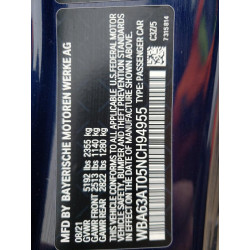 MFD BY BAYERISCHE MOTOREN WERKE AG
08/21
GVWR 5192 lbs 2355 kg
GAWR FRONT 2513 lbs 1140 kg
GAWR REAR 2822 lbs 1280 kg
THIS VEHICLE CONFORMS TO ALL APPLICABLE U.S. FEDERAL MOTOR
VEHICLE SAFETY, BUMPER, AND THEFT PREVENTION STANDARDS IN
EFFECT ON THE DATE OF MANUFACTURE SHOWN ABOVE.
WBA63AT05NCH94955 TYPE: PASSENGER CAR
7315814